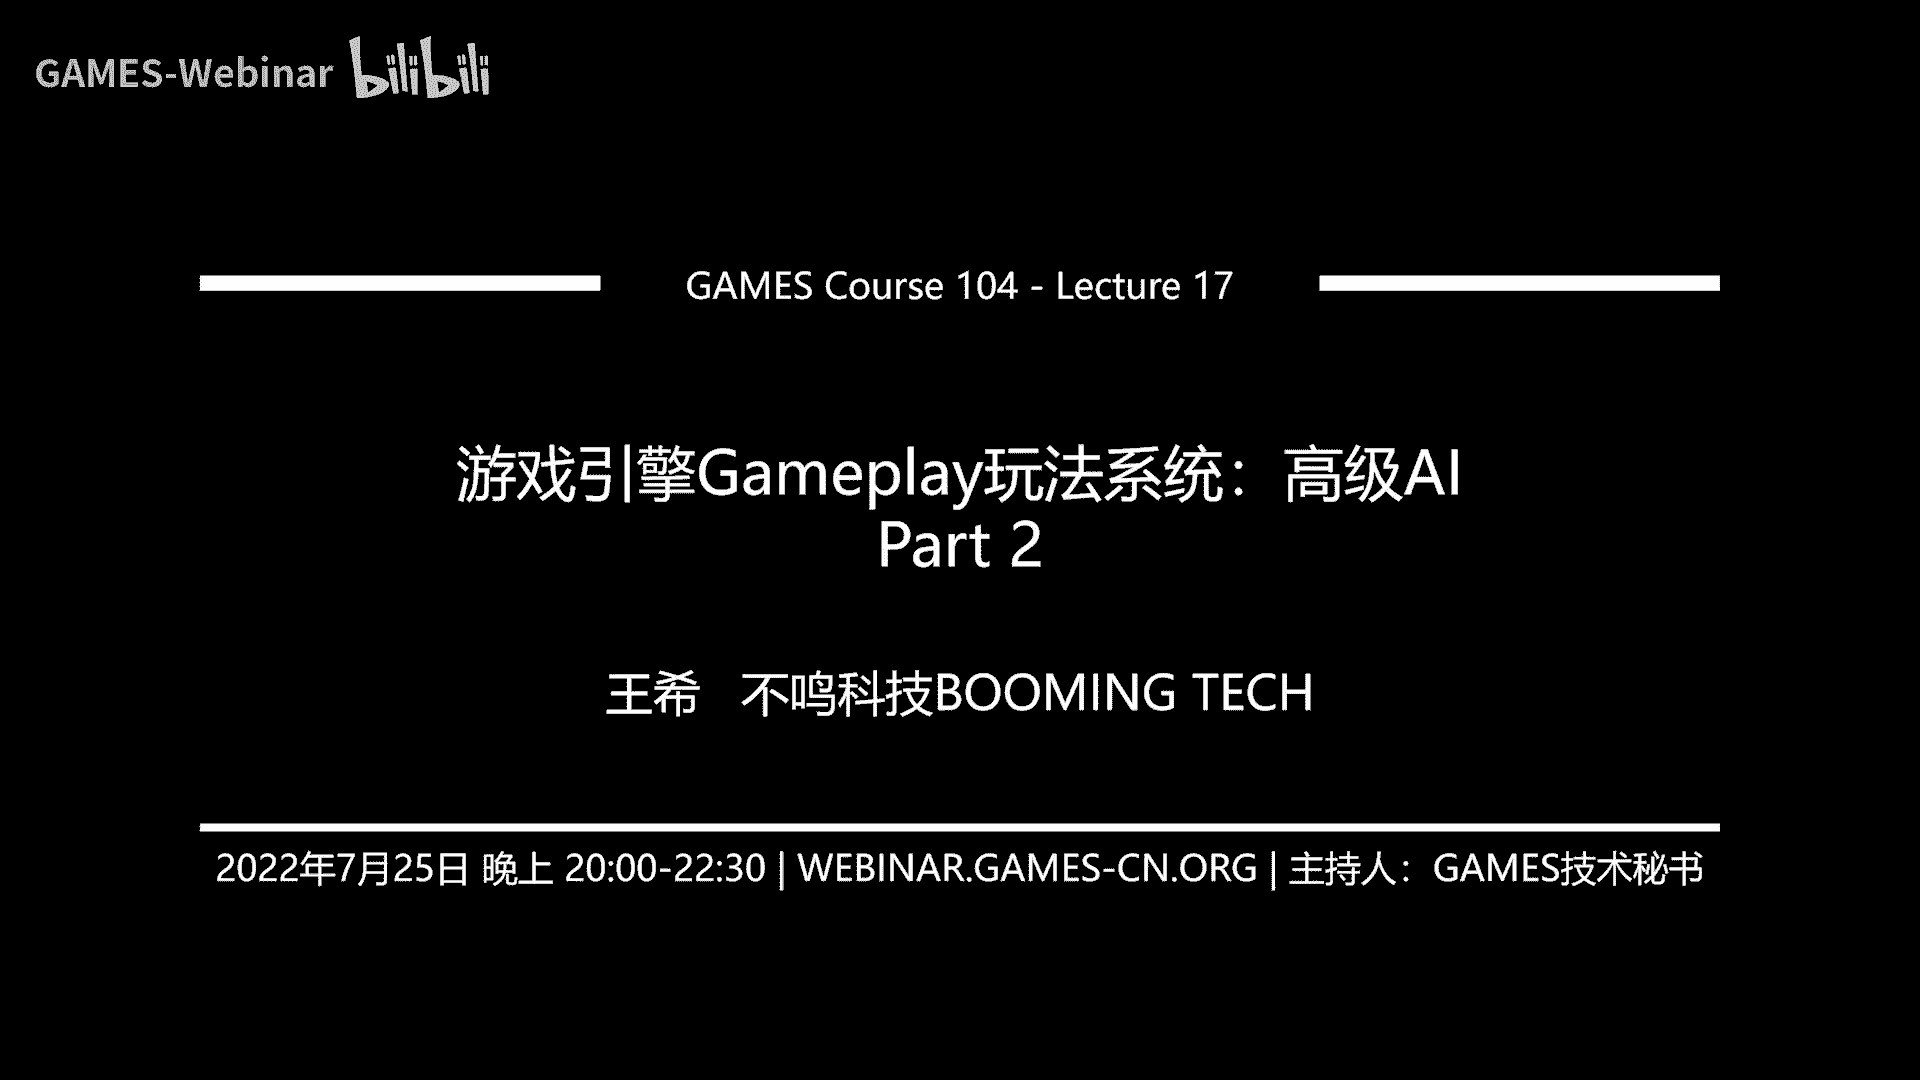 GAMES-Webinar bilibili
GAMES Course 104 - Lecture 17
游戏引擎Gameplay玩法系统：高级AI
Part 2
王希 不鸣科技BOOMING TECH
2022年7月25日 晚上 20:00-22:30 | WEBINAR.GAMES-CN.ORG | 主持人：GAMES技术秘书